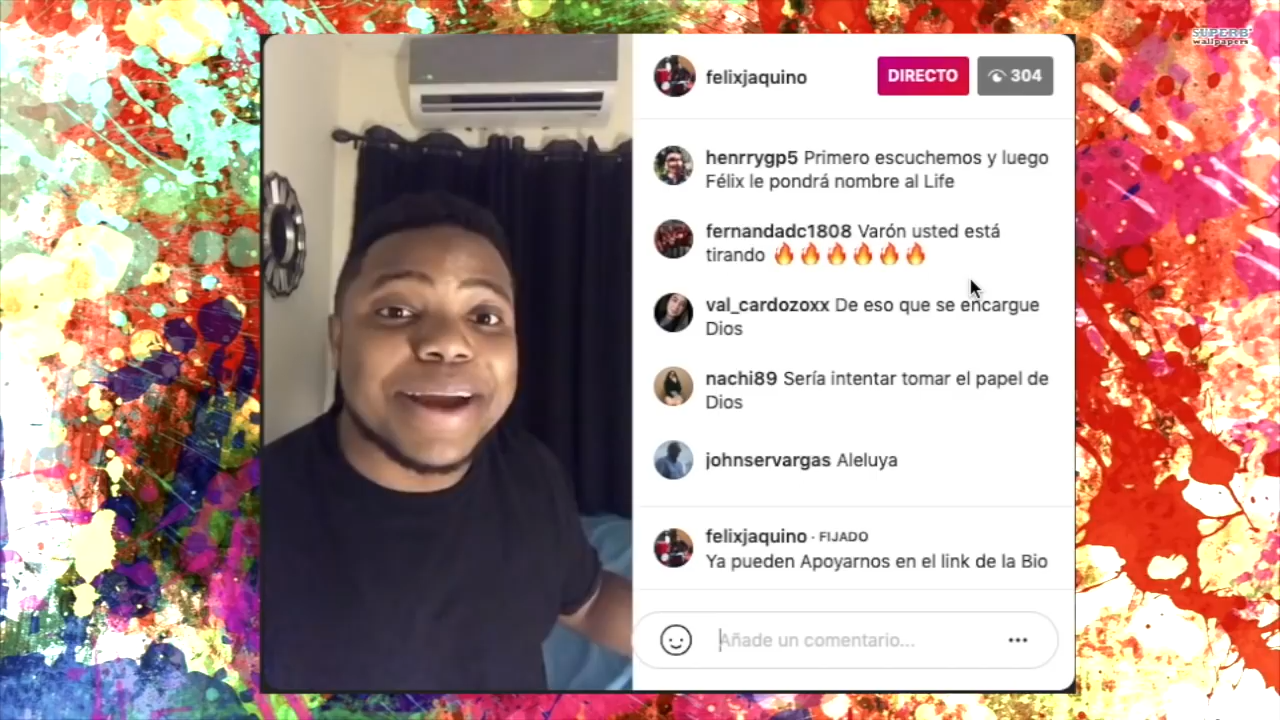 SUPERB
wallpapers
felixjaquino
DIRECTO
304
henrrygp5 Primero escuchemos y luego
Félix le pondrá nombre al Life
fernandadc1808 Varón usted está
tirando 🔥🔥🔥🔥🔥🔥
val_cardozoxx De eso que se encargue
Dios
nachi89 Sería intentar tomar el papel de
Dios
johnservargas Aleluya
felixjaquino · FIJADO
Ya pueden Apoyarnos en el link de la Bio
Añade un comentario...